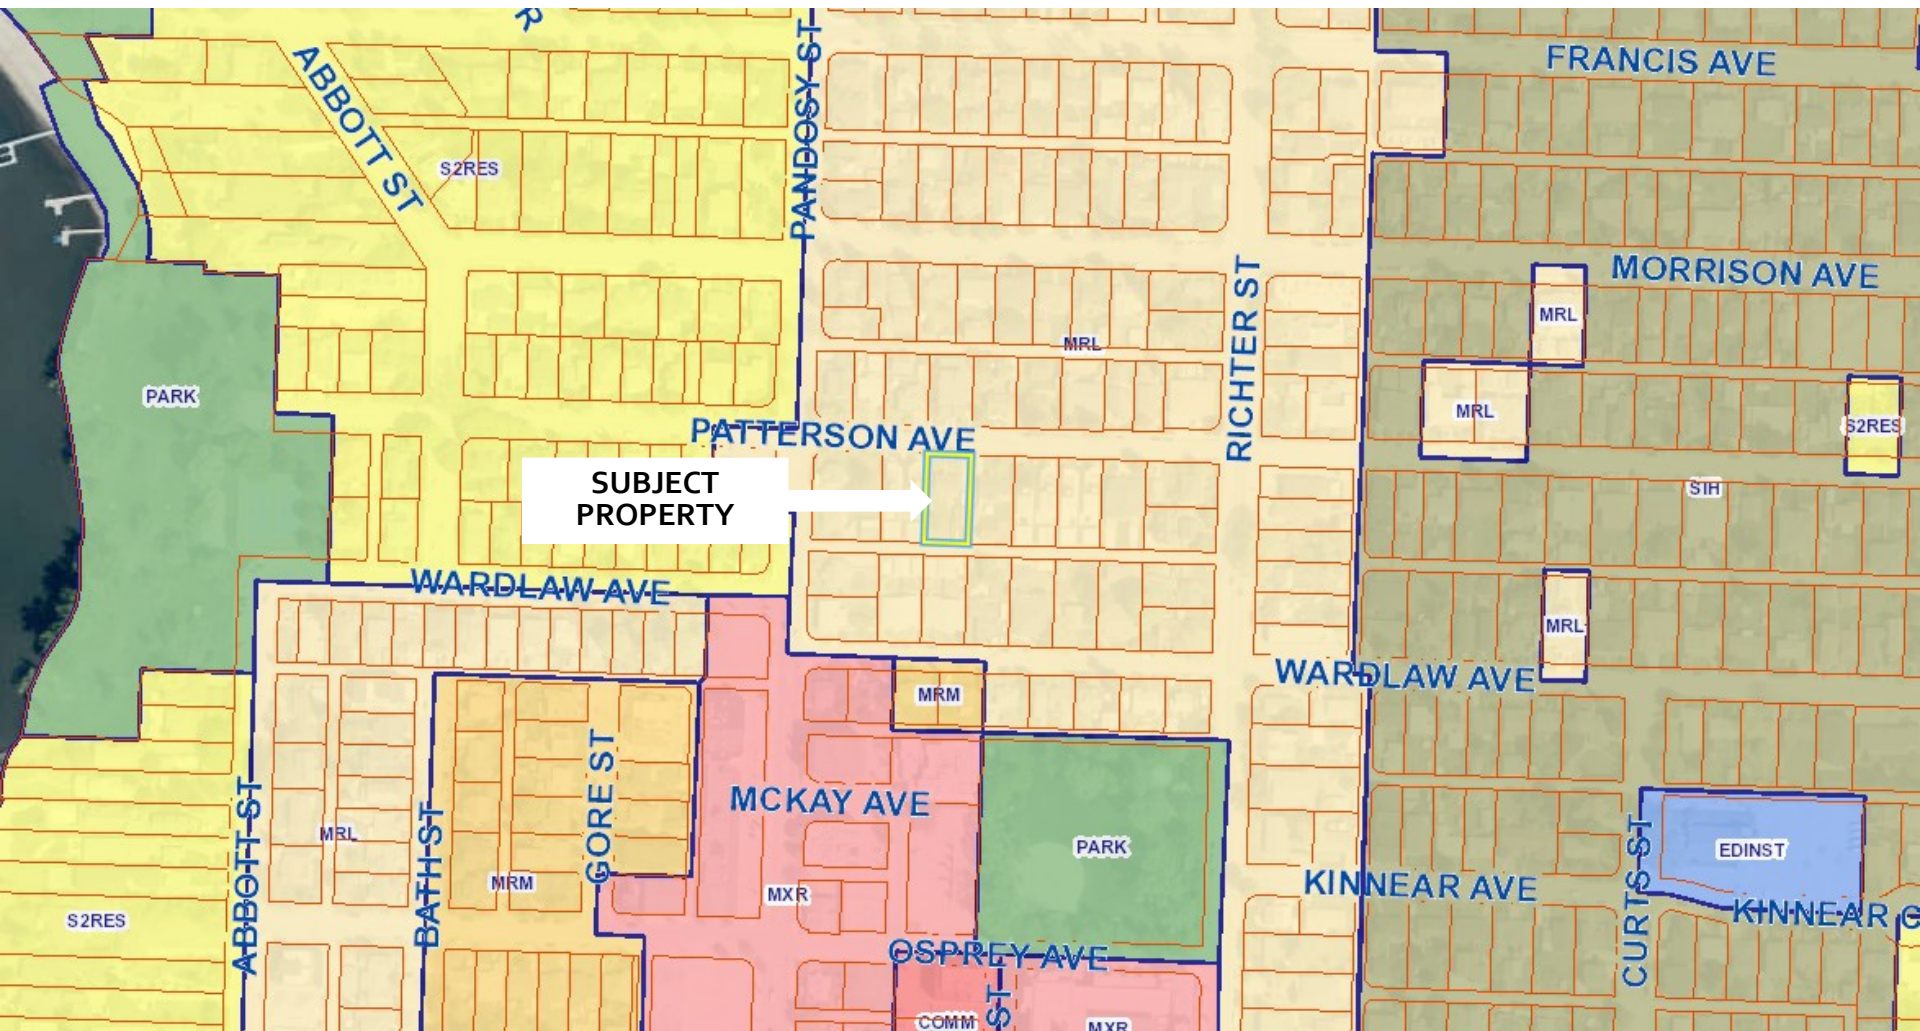 R
PANDOSY ST
FRANCIS AVE
ABBOTT ST
S2RES
MORRISON AVE
MRL
RICHTER ST
MRL
PARK
MRL
S2RES
PATTERSON AVE
SUBJECT
PROPERTY
SIH
WARDLAW AVE
MRL
WARDLAW AVE
MRM
GORE ST
MCKAY AVE
ABBOTT ST
BATH ST
MRL
PARK
CURTS ST
EDINST
MRM
MXR
KINNEAR AVE
KINNEAR C
S2RES
OSPREY AVE
ST
COMM
MXR